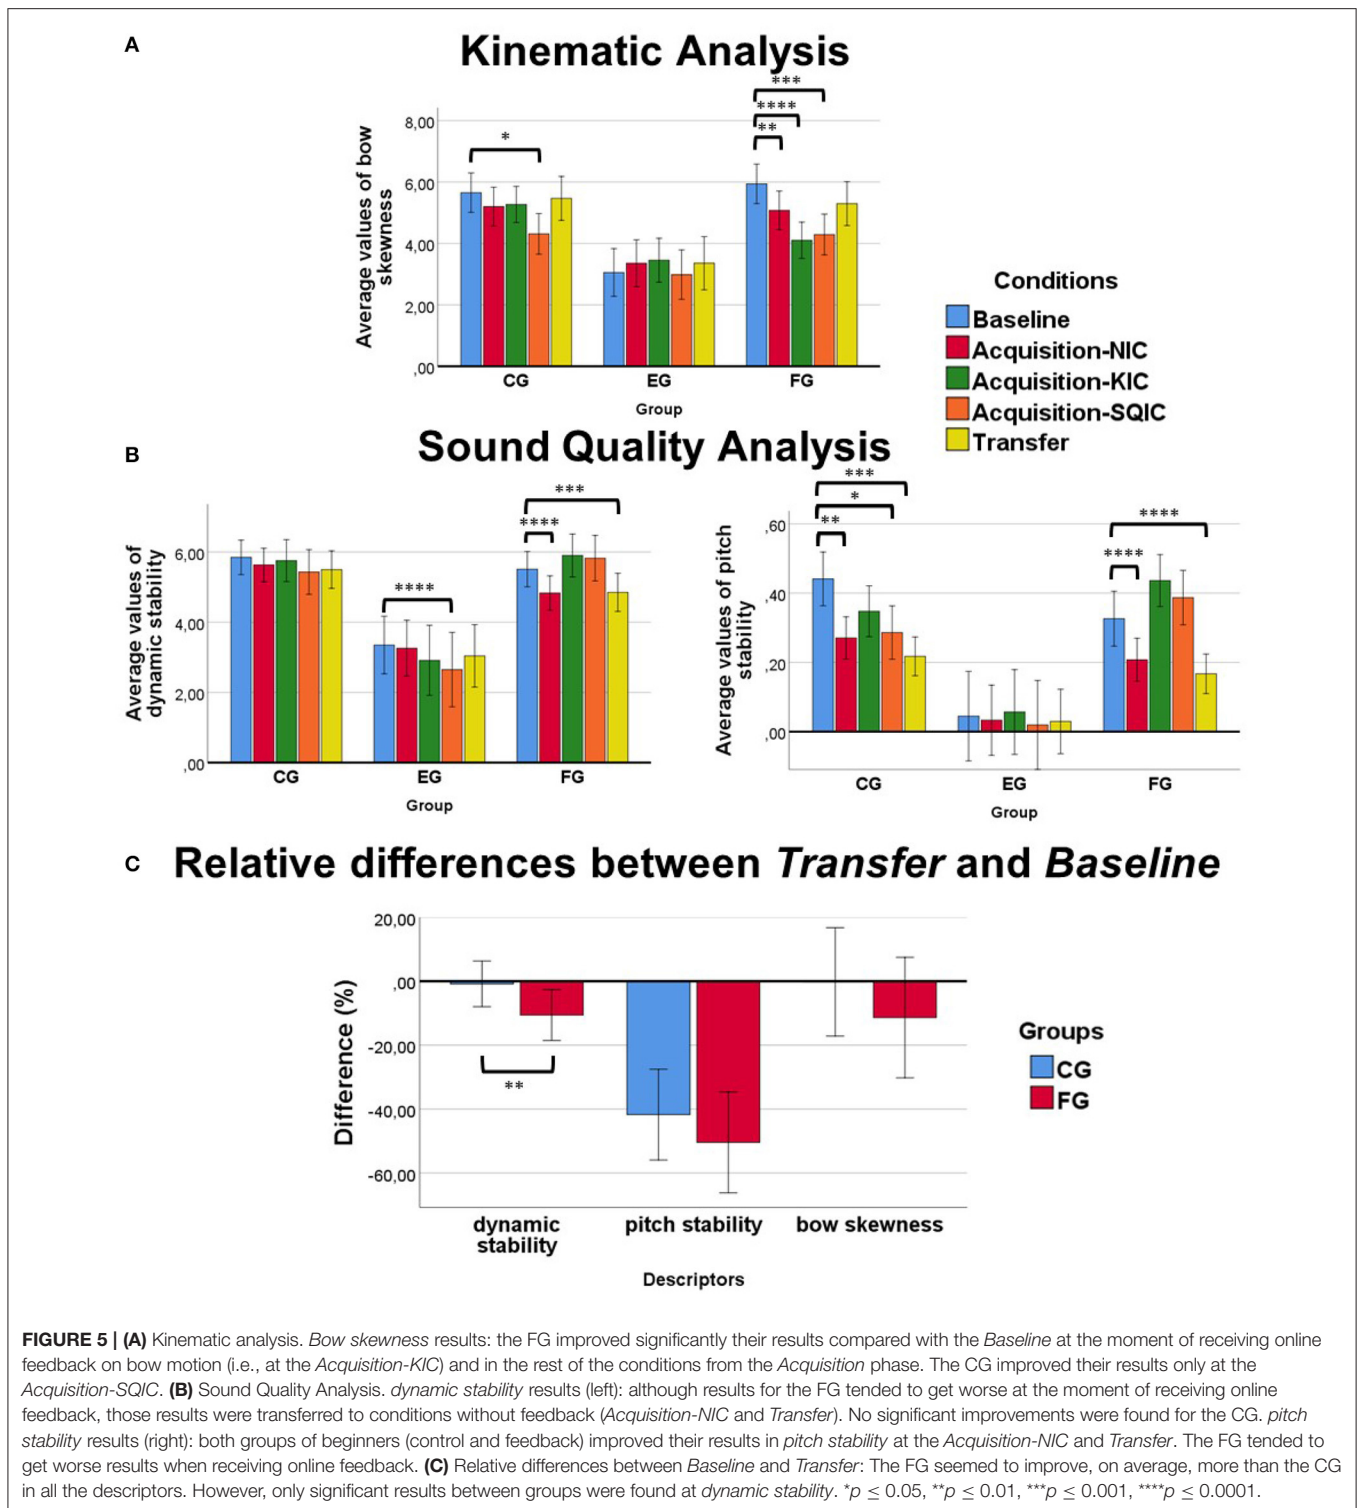 A
Kinematic Analysis
***
****
**
*
8,00
6,00
4,00
2,00
,00
Average values of bow
skewness
CG
EG
FG
Group
Conditions
Baseline
Acquisition-NIC
Acquisition-KIC
Acquisition-SQIC
Transfer
B
Sound Quality Analysis
***
****
****
6,00
4,00
2,00
,00
Average values of
dynamic stability
CG
EG
FG
Group
***
*
**
****
****
,60
,40
,20
,00
Average values of pitch
stability
CG
EG
FG
Group
C
Relative differences between Transfer and Baseline
20,00
,00
-20,00
-40,00
-60,00
Difference (%)
**
dynamic
stability
pitch stability
bow skewness
Descriptors
Groups
CG
FG
FIGURE 5 | (A) Kinematic analysis. Bow skewness results: the FG improved significantly their results compared with the Baseline at the moment of receiving online
feedback on bow motion (i.e., at the Acquisition-KIC) and in the rest of the conditions from the Acquisition phase. The CG improved their results only at the
Acquisition-SQIC. (B) Sound Quality Analysis. dynamic stability results (left): although results for the FG tended to get worse at the moment of receiving online
feedback, those results were transferred to conditions without feedback (Acquisition-NIC and Transfer). No significant improvements were found for the CG. pitch
stability results (right): both groups of beginners (control and feedback) improved their results in pitch stability at the Acquisition-NIC and Transfer. The FG tended to
get worse results when receiving online feedback. (C) Relative differences between Baseline and Transfer: The FG seemed to improve, on average, more than the CG
in all the descriptors. However, only significant results between groups were found at dynamic stability. *p ≤ 0.05, **p ≤ 0.01, ***p ≤ 0.001, ****p ≤ 0.0001.